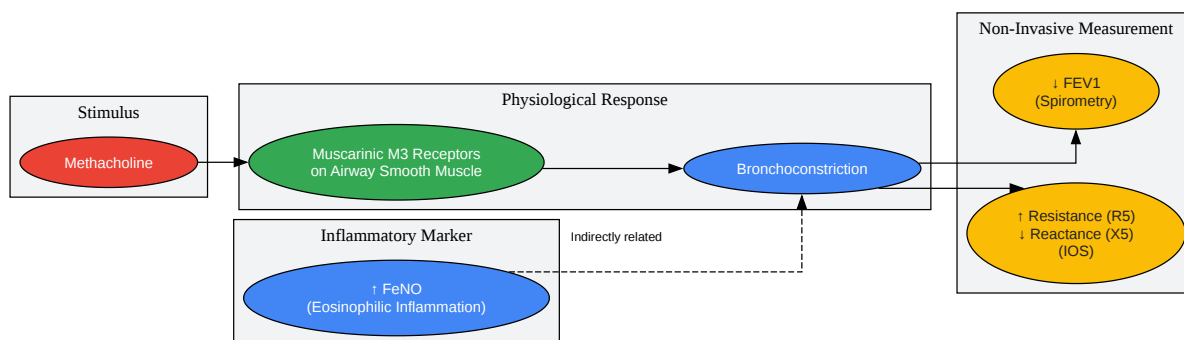 Stimulus
Methacholine
Physiological Response
Muscarinic M3 Receptors
on Airway Smooth Muscle
Bronchoconstriction
Inflammatory Marker
↑ FeNO
(Eosinophilic Inflammation)
Indirectly related
Non-Invasive Measurement
↓ FEV1
(Spirometry)
↑ Resistance (R5)
↓ Reactance (X5)
(IOS)